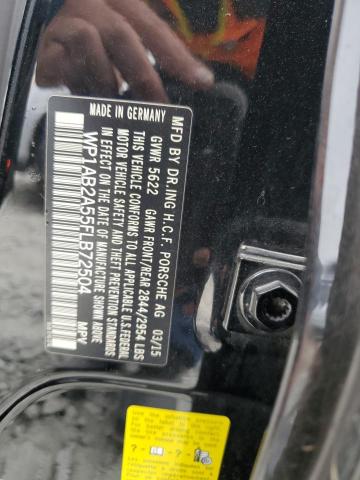 MFD BY DR.ING H.C.F. PORSCHE AG 03/15
GVWR 5622 GAWR FRONT/REAR 2844/2954 LBS
THIS VEHICLE CONFORMS TO ALL APPLICABLE U.S.FEDERAL
MOTOR VEHICLE SAFETY AND THEFT PREVENTION STANDARDS
IN EFFECT ON THE DATE OF MANUFACTURE SHOWN ABOVE
WP1AB2A55FLB72504 MPV
MADE IN GERMANY